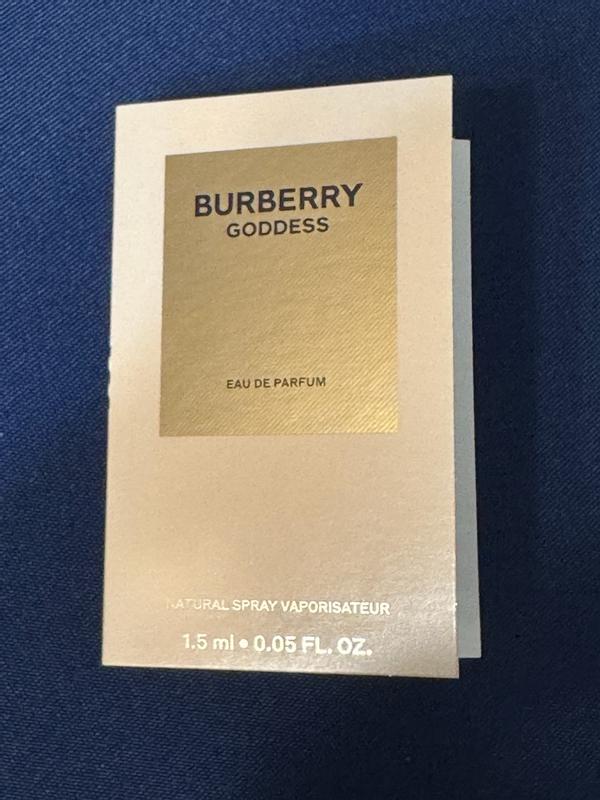 BURBERRY
GODDESS
EAU DE PARFUM
NATURAL SPRAY VAPORISATEUR
1.5 ml • 0.05 FL. OZ.